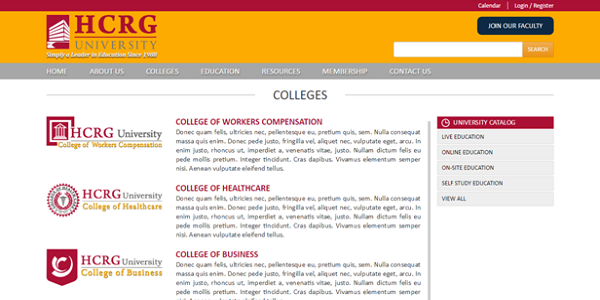 Calendar | Login / Register
HCRG
UNIVERSITY
Simply a Leader in Education Since 1988
JOIN OUR FACULTY
SEARCH
HOME ABOUT US COLLEGES EDUCATION RESOURCES MEMBERSHIP CONTACT US
COLLEGES
HCRG University
College of Workers Compensation
COLLEGE OF WORKERS COMPENSATION
Donec quam felis, ultricies nec, pellentesque eu, pretium quis, sem. Nulla consequat
massa quis enim. Donec pede justo, fringilla vel, aliquet nec, vulputate eget, arcu. In
enim justo, rhoncus ut, imperdiet a, venenatis vitae, justo. Nullam dictum felis eu
pede mollis pretium. Integer tincidunt. Cras dapibus. Vivamus elementum semper
nisi. Aenean vulputate eleifend tellus.
HCRG University
College of Healthcare
COLLEGE OF HEALTHCARE
Donec quam felis, ultricies nec, pellentesque eu, pretium quis, sem. Nulla consequat
massa quis enim. Donec pede justo, fringilla vel, aliquet nec, vulputate eget, arcu. In
enim justo, rhoncus ut, imperdiet a, venenatis vitae, justo. Nullam dictum felis eu
pede mollis pretium. Integer tincidunt. Cras dapibus. Vivamus elementum semper
nisi. Aenean vulputate eleifend tellus.
HCRG University
College of Business
COLLEGE OF BUSINESS
Donec quam felis, ultricies nec, pellentesque eu, pretium quis, sem. Nulla consequat
massa quis enim. Donec pede justo, fringilla vel, aliquet nec, vulputate eget, arcu. In
enim justo, rhoncus ut, imperdiet a, venenatis vitae, justo. Nullam dictum felis eu
pede mollis pretium. Integer tincidunt. Cras dapibus. Vivamus elementum semper
UNIVERSITY CATALOG
LIVE EDUCATION
ONLINE EDUCATION
ON-SITE EDUCATION
SELF STUDY EDUCATION
VIEW ALL